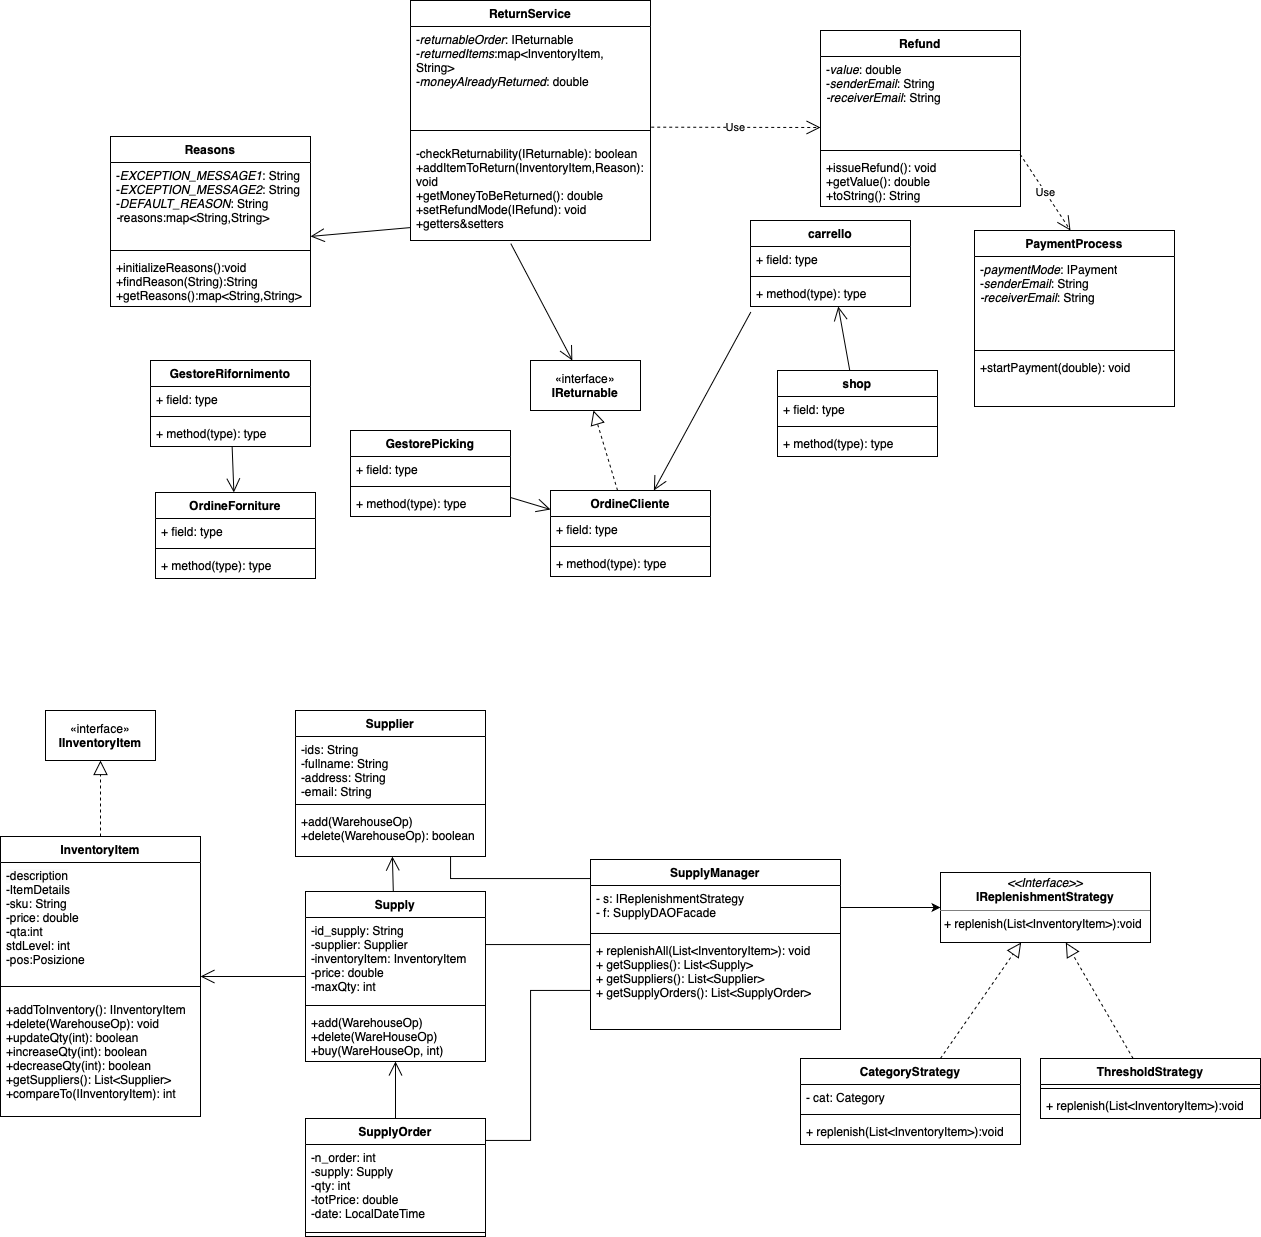 ReturnService
-returnableOrder: IReturnable
-returnedItems:map<InventoryItem,
String>
-moneyAlreadyReturned: double
-checkReturnability(IReturnable): boolean
+addItemToReturn(InventoryItem,Reason):
void
+getMoneyToBeReturned(): double
+setRefundMode(IRefund): void
+getters&setters
Use
Refund
-value: double
-senderEmail: String
-receiverEmail: String
+issueRefund(): void
+getValue(): double
+toString(): String
Use
Reasons
-EXCEPTION_MESSAGE1: String
-EXCEPTION_MESSAGE2: String
-DEFAULT_REASON: String
-reasons:map<String,String>
+initializeReasons():void
+findReason(String):String
+getReasons():map<String,String>
carrello
+ field: type
+ method(type): type
PaymentProcess
-paymentMode: IPayment
-senderEmail: String
-receiverEmail: String
+startPayment(double): void
GestoreRifornimento
+ field: type
+ method(type): type
«interface»
IReturnable
shop
+ field: type
+ method(type): type
GestorePicking
+ field: type
+ method(type): type
OrdineForniture
+ field: type
+ method(type): type
OrdineCliente
+ field: type
+ method(type): type
«interface»
IInventoryItem
Supplier
-ids: String
-fullname: String
-address: String
-email: String
+add(WarehouseOp)
+delete(WarehouseOp): boolean
InventoryItem
-description
-ItemDetails
-sku: String
-price: double
-qta:int
stdLevel: int
-pos:Posizione
+addToInventory(): IInventoryItem
+delete(WarehouseOp): void
+updateQty(int): boolean
+increaseQty(int): boolean
+decreaseQty(int): boolean
+getSuppliers(): List<Supplier>
+compareTo(IInventoryItem): int
Supply
-id_supply: String
-supplier: Supplier
-inventoryItem: InventoryItem
-price: double
-maxQty: int
+add(WarehouseOp)
+delete(WareHouseOp)
+buy(WareHouseOp, int)
SupplyManager
- s: IReplenishmentStrategy
- f: SupplyDAOFacade
+ replenishAll(List<InventoryItem>): void
+ getSupplies(): List<Supply>
+ getSuppliers(): List<Supplier>
+ getSupplyOrders(): List<SupplyOrder>
<<Interface>>
IReplenishmentStrategy
+ replenish(List<InventoryItem>):void
CategoryStrategy
- cat: Category
+ replenish(List<InventoryItem>):void
ThresholdStrategy
+ replenish(List<InventoryItem>):void
SupplyOrder
-n_order: int
-supply: Supply
-qty: int
-totPrice: double
-date: LocalDateTime